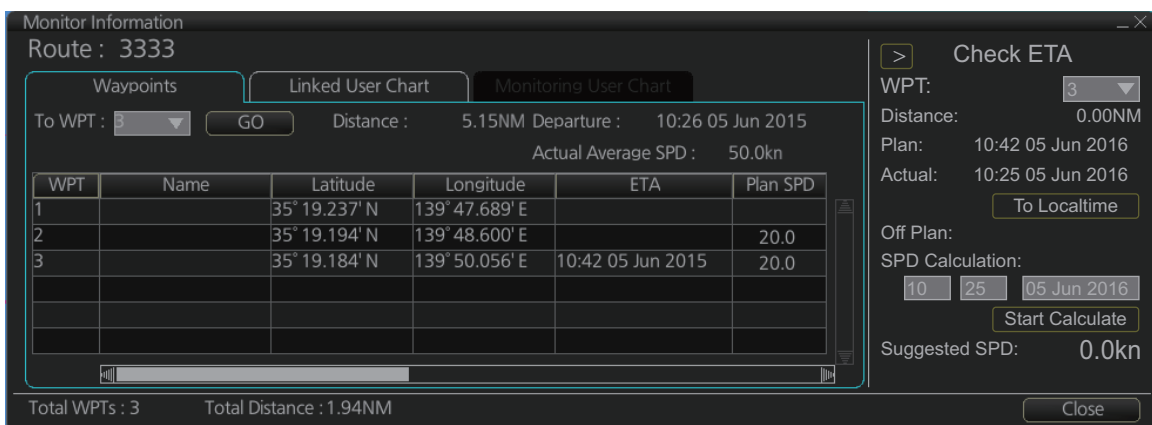 Monitor Information
Route : 3333
Waypoints Linked User Chart Monitoring User Chart
To WPT : 3 GO Distance : 5.15NM Departure : 10:26 05 Jun 2015
Actual Average SPD : 50.0kn
WPT Name Latitude Longitude ETA Plan SPD
1 35° 19.237' N 139° 47.689' E
2 35° 19.194' N 139° 48.600' E 20.0
3 35° 19.184' N 139° 50.056' E 10:42 05 Jun 2015 20.0
Total WPTs : 3 Total Distance : 1.94NM
> Check ETA
WPT: 3
Distance: 0.00NM
Plan: 10:42 05 Jun 2016
Actual: 10:25 05 Jun 2016
To Localtime
Off Plan:
SPD Calculation:
10 25 05 Jun 2016
Start Calculate
Suggested SPD: 0.0kn
Close